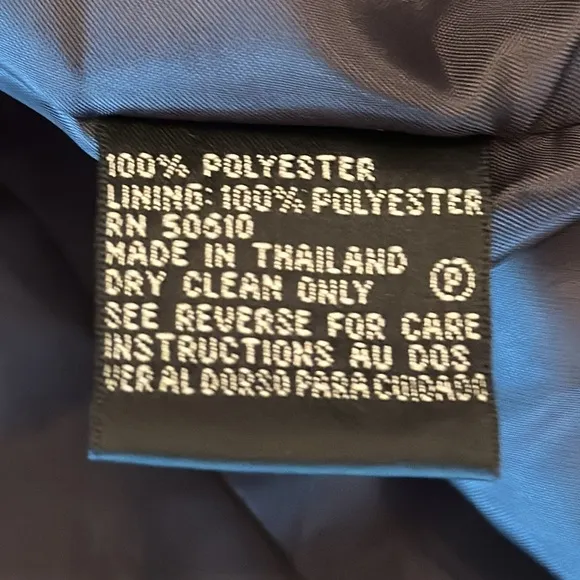 100% POLYESTER
LINING: 100% POLYESTER
RN 50610
MADE IN THAILAND
DRY CLEAN ONLY
P
SEE REVERSE FOR CARE
INSTRUCTIONS AU DOS
VER AL DORSO PARA CUIDADO